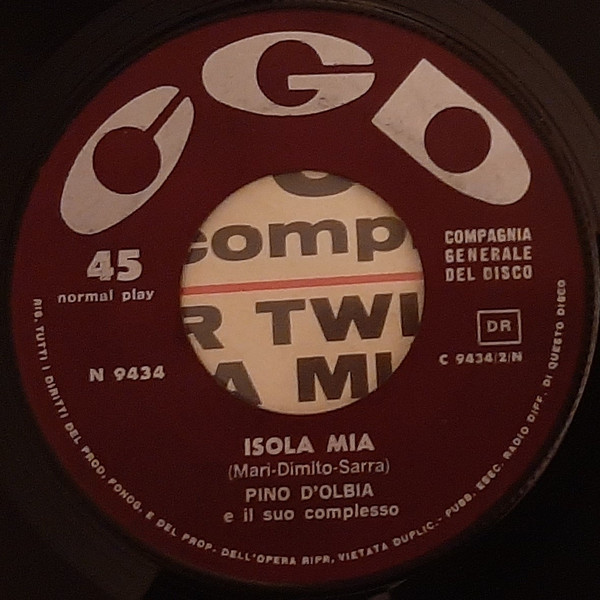 CGD
45
normal play
COMPAGNIA
GENERALE
DEL DISCO
DR
N 9434
C 9434/2/N
comp
R TWI
A MI
ISOLA MIA
(Mari-Dimito-Sarra)
PINO D'OLBIA
e il suo complesso
RIS. TUTTI I DIRITTI DEL PROD. FONOG. E DEL PROP. DELL'OPERA RIPR. VIETATA DUPLIC.- PUBB. ESEC. RADIO DIFF. DI QUESTO DISCO